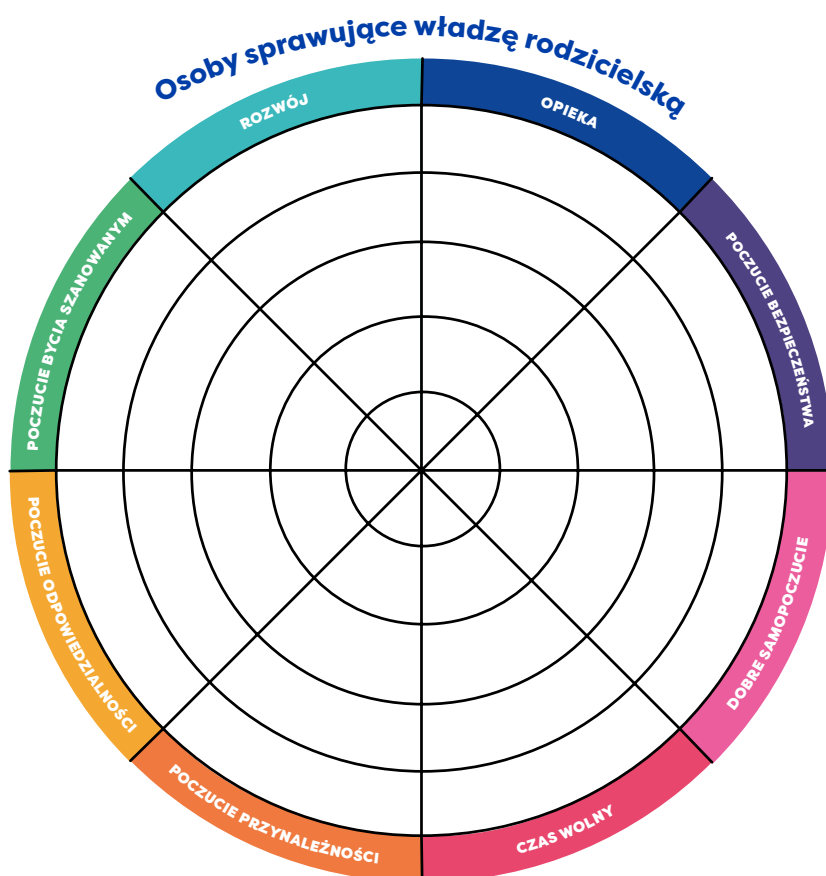 Osoby sprawujące władzę rodzicielską
ROZWÓJ
OPIEKA
POCZUCIE BYCIA SZANOWANYM
POCZUCIE BEZPIECZEŃSTWA
POCZUCIE ODPOWIEDZIALNOŚCI
DOBRE SAMOPOCZUCIE
POCZUCIE PRZYNALEŻNOŚCI
CZAS WOLNY